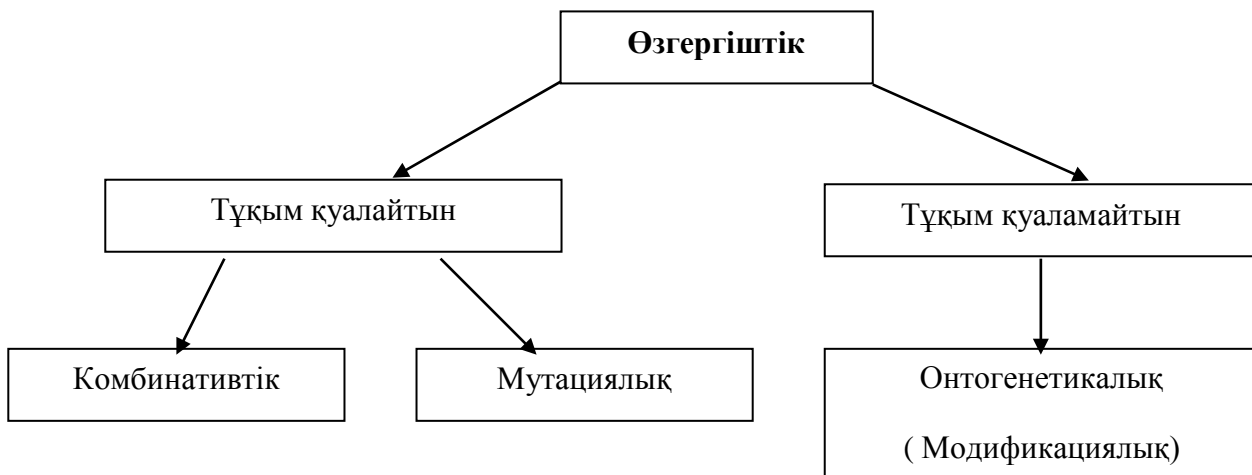 Өзгергіштік
Тұқым қуалайтын
Тұқым қуаламайтын
Комбинативтік
Мутациялық
Онтогенетикалық
( Модификациялық)